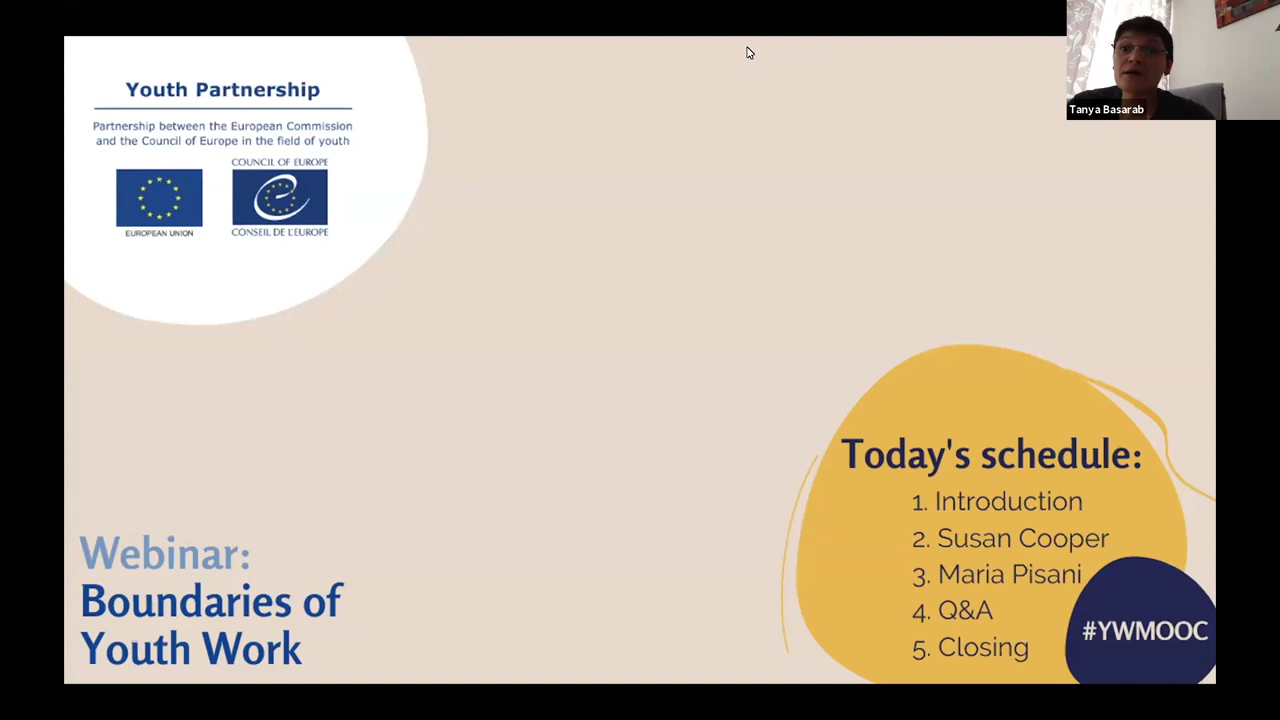 Youth Partnership
Partnership between the European Commission
and the Council of Europe in the field of youth
COUNCIL OF EUROPE
EUROPEAN UNION
CONSEIL DE L'EUROPE
Tanya Basarab
Webinar:
Boundaries of
Youth Work
Today's schedule:
1. Introduction
2. Susan Cooper
3. Maria Pisani
4. Q&A
5. Closing
#YWMOOC